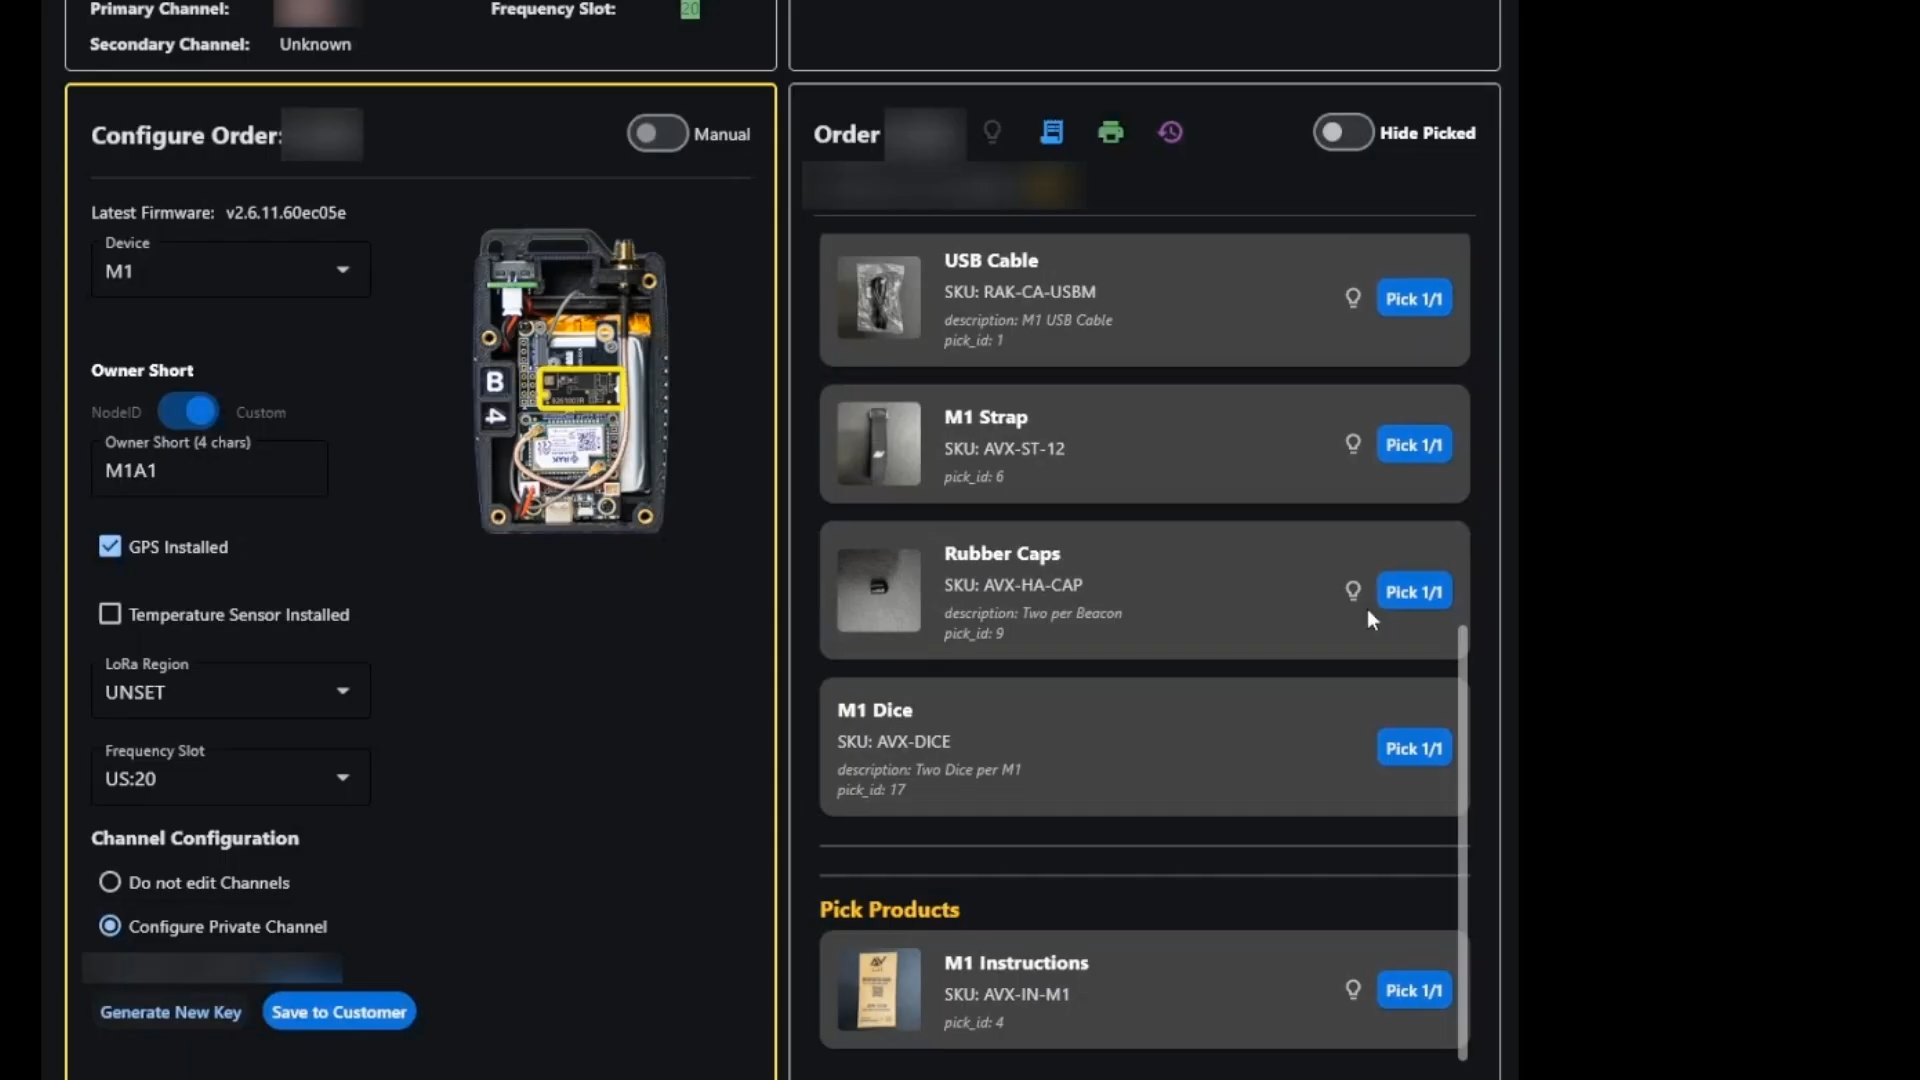 Primary Channel:
Frequency Slot: 20
Secondary Channel: Unknown
Configure Order:
Manual
Latest Firmware: v2.6.11.60ec05e
Device
M1
Owner Short
NodeID
Custom
Owner Short (4 chars)
M1A1
GPS Installed
Temperature Sensor Installed
LoRa Region
UNSET
Frequency Slot
US:20
Channel Configuration
Do not edit Channels
Configure Private Channel
Generate New Key
Save to Customer
B
4
RAK
Order
Hide Picked
USB Cable
SKU: RAK-CA-USBM
description: M1 USB Cable
pick_id: 1
Pick 1/1
M1 Strap
SKU: AVX-ST-12
pick_id: 6
Pick 1/1
Rubber Caps
SKU: AVX-HA-CAP
description: Two per Beacon
pick_id: 9
Pick 1/1
M1 Dice
SKU: AVX-DICE
description: Two Dice per M1
pick_id: 17
Pick 1/1
Pick Products
M1 Instructions
SKU: AVX-IN-M1
pick_id: 4
Pick 1/1